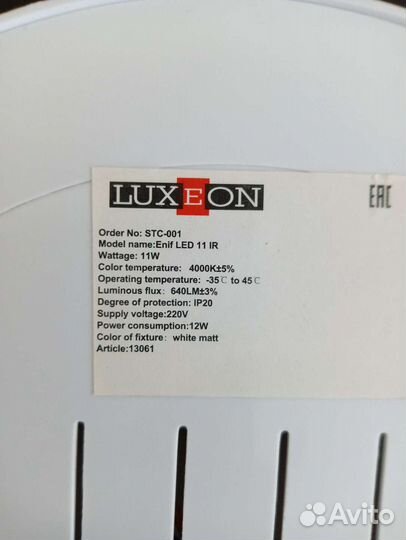 LUXEON
EAC
Order No: STC-001
Model name:Enif LED 11 IR
Wattage: 11W
Color temperature: 4000K±5%
Operating temperature: -35℃ to 45℃
Luminous flux: 640LM±3%
Degree of protection: IP20
Supply voltage:220V
Power consumption:12W
Color of fixture: white matt
Article:13061
Avito